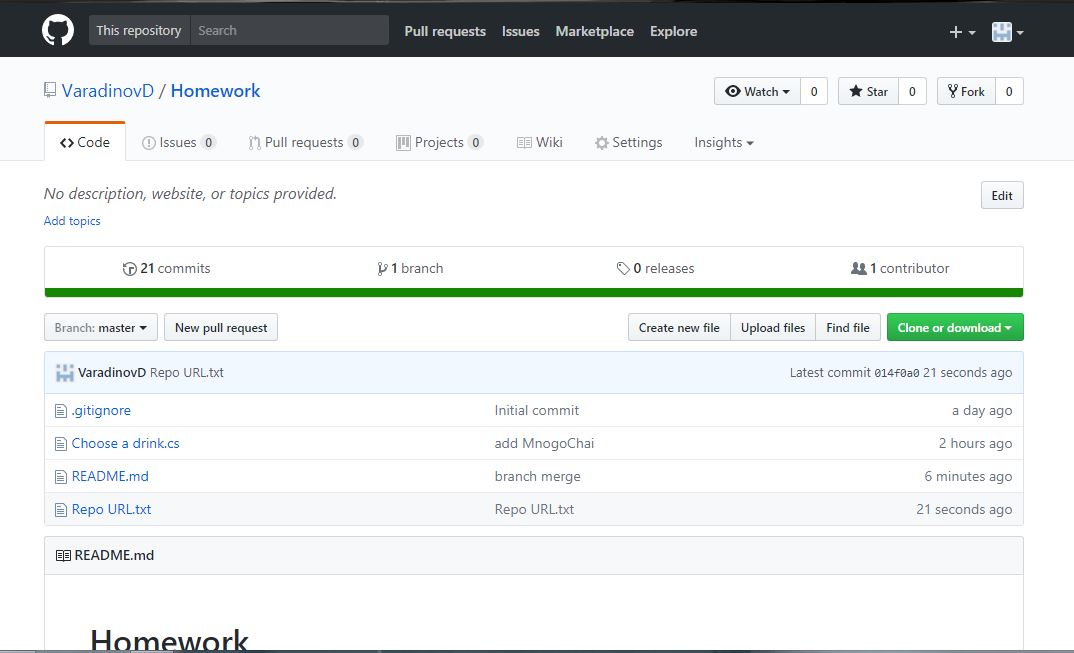 This repository Search Pull requests Issues Marketplace Explore
VaradinovD / Homework Watch 0 Star 0 Fork 0
Code Issues 0 Pull requests 0 Projects 0 Wiki Settings Insights
No description, website, or topics provided. Edit
Add topics
21 commits 1 branch 0 releases 1 contributor
Branch: master New pull request Create new file Upload files Find file Clone or download
VaradinovD Repo URL.txt Latest commit 014f0a0 21 seconds ago
.gitignore Initial commit a day ago
Choose a drink.cs add MnogoChai 2 hours ago
README.md branch merge 6 minutes ago
Repo URL.txt Repo URL.txt 21 seconds ago
README.md
Homework